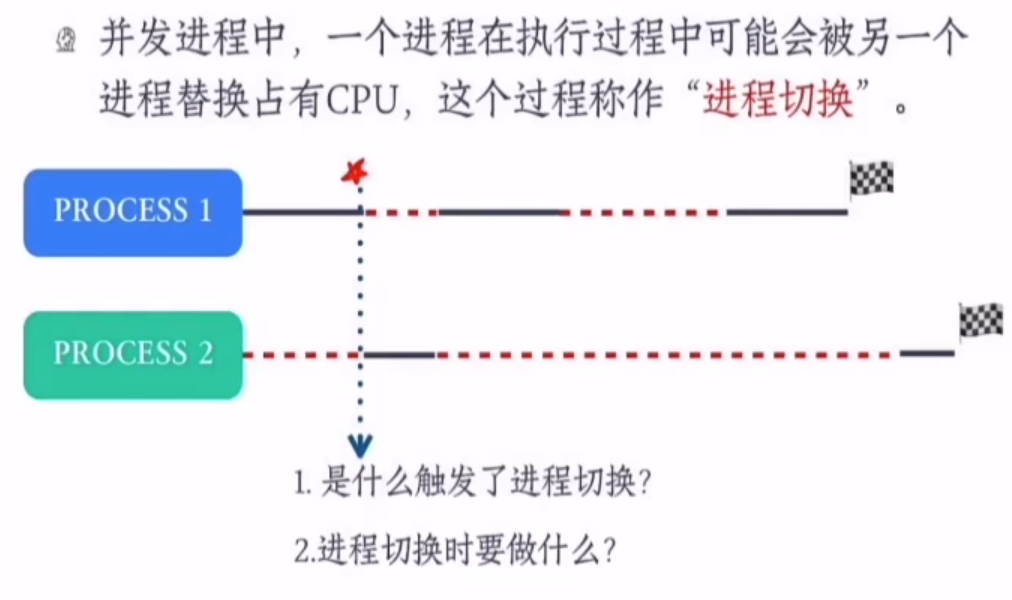 并发进程中，一个进程在执行过程中可能会被另一个
进程替换占有CPU，这个过程称作“进程切换”。
PROCESS 1
PROCESS 2
1. 是什么触发了进程切换？
2.进程切换时要做什么？